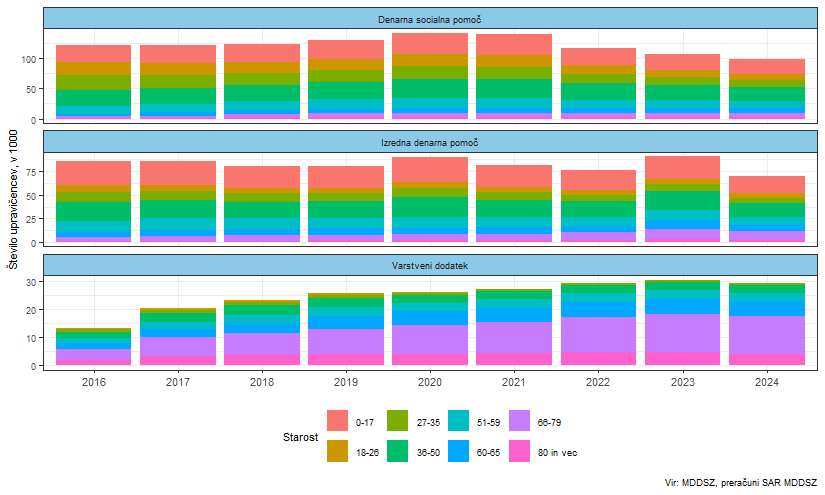 Denarna socialna pomoč
100
50
0
Izredna denarna pomoč
75
50
25
0
Varstveni dodatek
30
20
10
0
Število upravičencev, v 1000
2016 2017 2018 2019 2020 2021 2022 2023 2024
Starost
0-17 27-35 51-59 66-79
18-26 36-50 60-65 80 in vec
Vir: MDDSZ, preračuni SAR MDDSZ